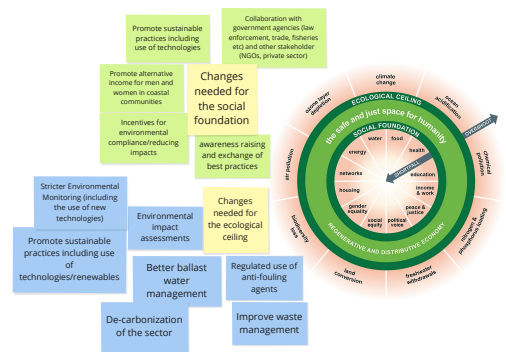 Promote sustainable
practices including
use of technologies
Collaboration with
government agencies (law
enforcement, trade, fisheries
etc) and other stakeholder
(NGOs, private sector)
Promote alternative
income for men and
women in coastal
communities
Changes
needed for
the social
foundation
Incentives for
environmental
compliance/reducing
impacts
awareness raising
and exchange of
best practices
Stricter Environmental
Monitoring (including
the use of new
technologies)
Environmental
impact
assessments
Changes
needed for
the ecological
ceiling
Promote sustainable
practices including use
of
technologies/renewables
Better ballast
water
management
Regulated use of
anti-fouling
agents
De-carbonization
of the sector
Improve waste
management
climate
change
ozone layer
depletion
ocean
acidification
ECOLOGICAL CEILING
the safe and just space for humanity
OVERSHOOT
SOCIAL FOUNDATION
water
food
energy
health
SHORTFALL
air pollution
chemical
pollution
networks
education
housing
income
& work
gender
equality
peace &
justice
social
equity
political
voice
biodiversity
loss
nitrogen &
phosphorus loading
REGENERATIVE AND DISTRIBUTIVE ECONOMY
land
conversion
freshwater
withdrawals